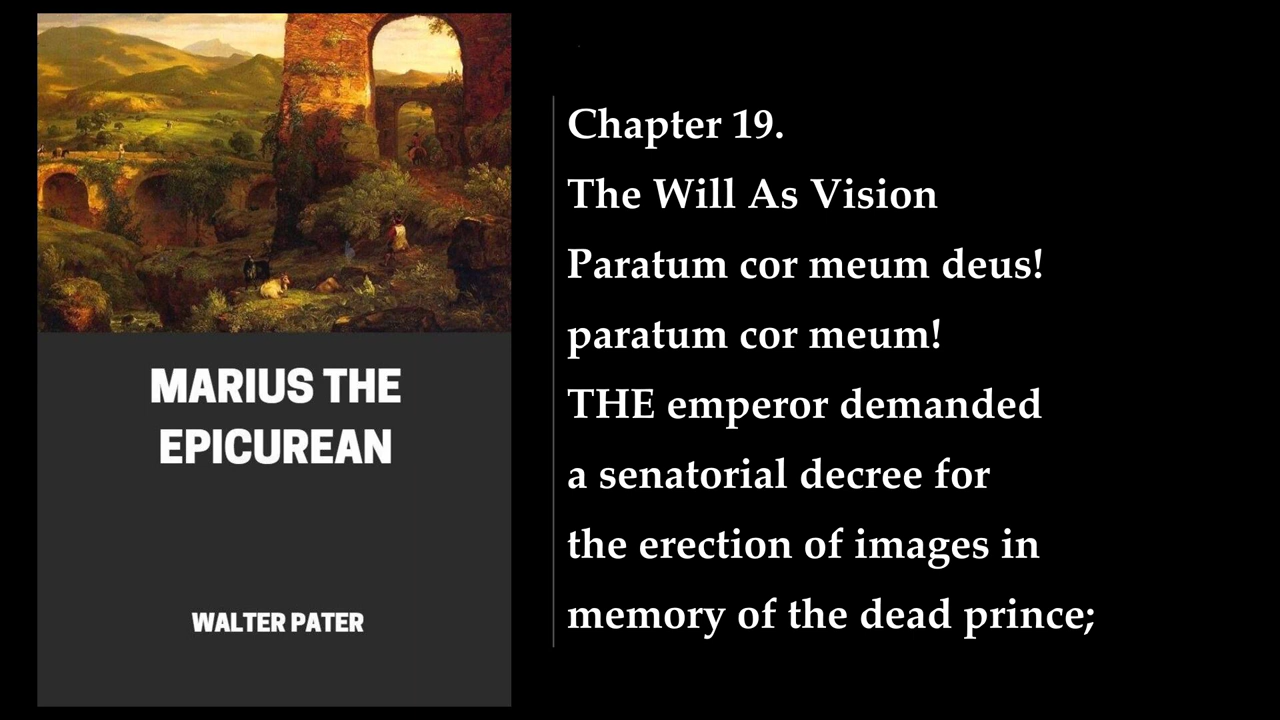 MARIUS THE
EPICUREAN
WALTER PATER
Chapter 19.
The Will As Vision
Paratum cor meum deus!
paratum cor meum!
THE emperor demanded
a senatorial decree for
the erection of images in
memory of the dead prince;